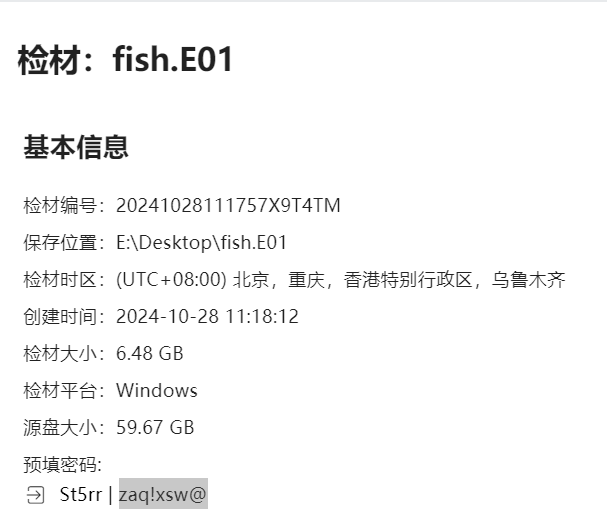 检材：fish.E01
基本信息
检材编号：20241028111757X9T4TM
保存位置：E:\Desktop\fish.E01
检材时区：(UTC+08:00) 北京，重庆，香港特别行政区，乌鲁木齐
创建时间：2024-10-28 11:18:12
检材大小：6.48 GB
检材平台：Windows
源盘大小：59.67 GB
预填密码:
St5rr | zaq!xsw@